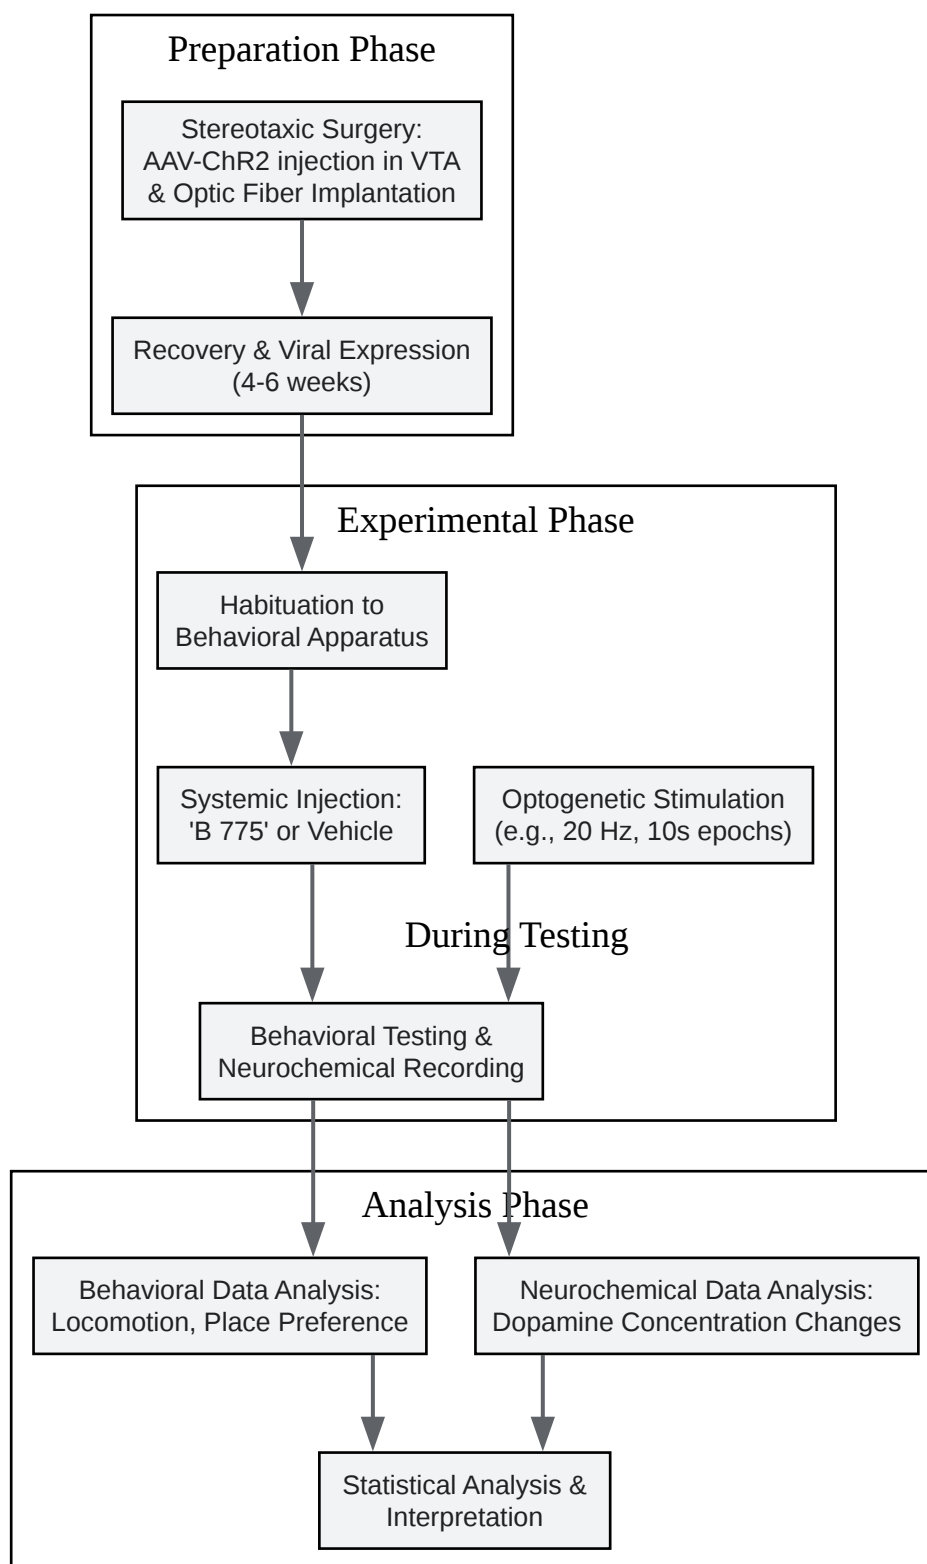 Preparation Phase
Stereotaxic Surgery:
AAV-ChR2 injection in VTA
& Optic Fiber Implantation
Recovery & Viral Expression
(4-6 weeks)
Experimental Phase
Habituation to
Behavioral Apparatus
Systemic Injection:
'B 775' or Vehicle
Optogenetic Stimulation
(e.g., 20 Hz, 10s epochs)
During Testing
Behavioral Testing &
Neurochemical Recording
Analysis Phase
Behavioral Data Analysis:
Locomotion, Place Preference
Neurochemical Data Analysis:
Dopamine Concentration Changes
Statistical Analysis &
Interpretation